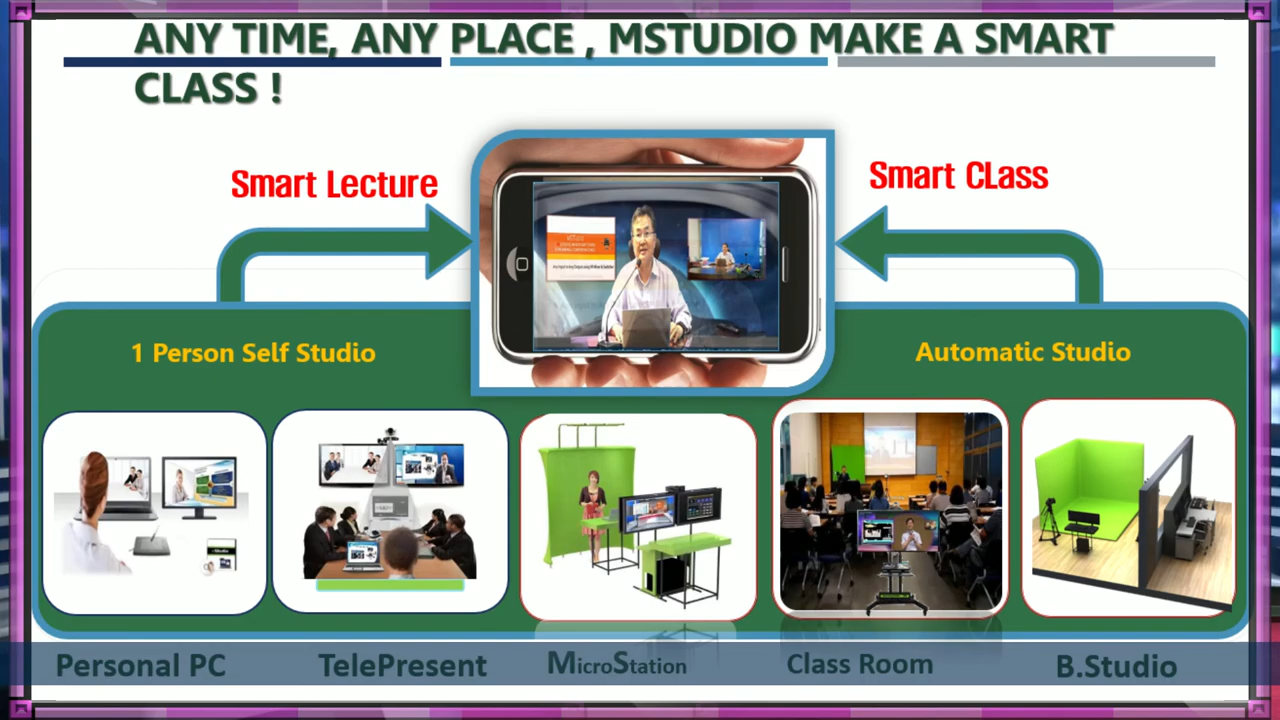 ANY TIME, ANY PLACE , MSTUDIO MAKE A SMART
CLASS !
Smart Lecture
Smart CLass
1 Person Self Studio
Automatic Studio
Personal PC
TelePresent
MicroStation
Class Room
B.Studio